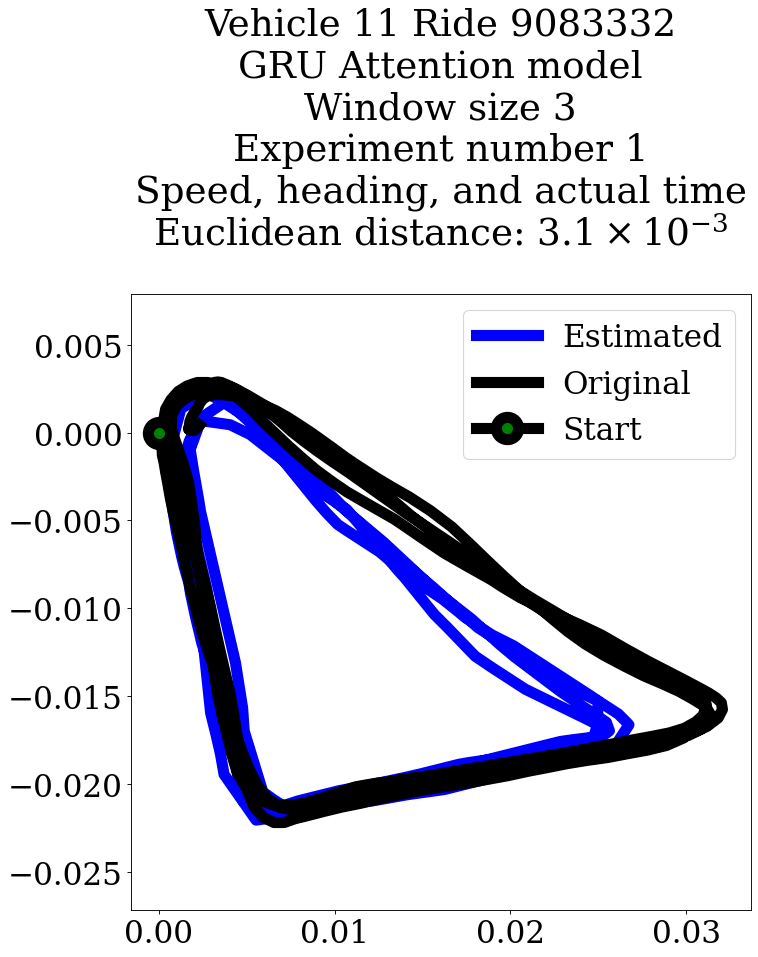 Vehicle 11 Ride 9083332
GRU Attention model
Window size 3
Experiment number 1
Speed, heading, and actual time
Euclidean distance: 3.1 × 10⁻³
Estimated
Original
Start
0.005
0.000
−0.005
−0.010
−0.015
−0.020
−0.025
0.00 0.01 0.02 0.03